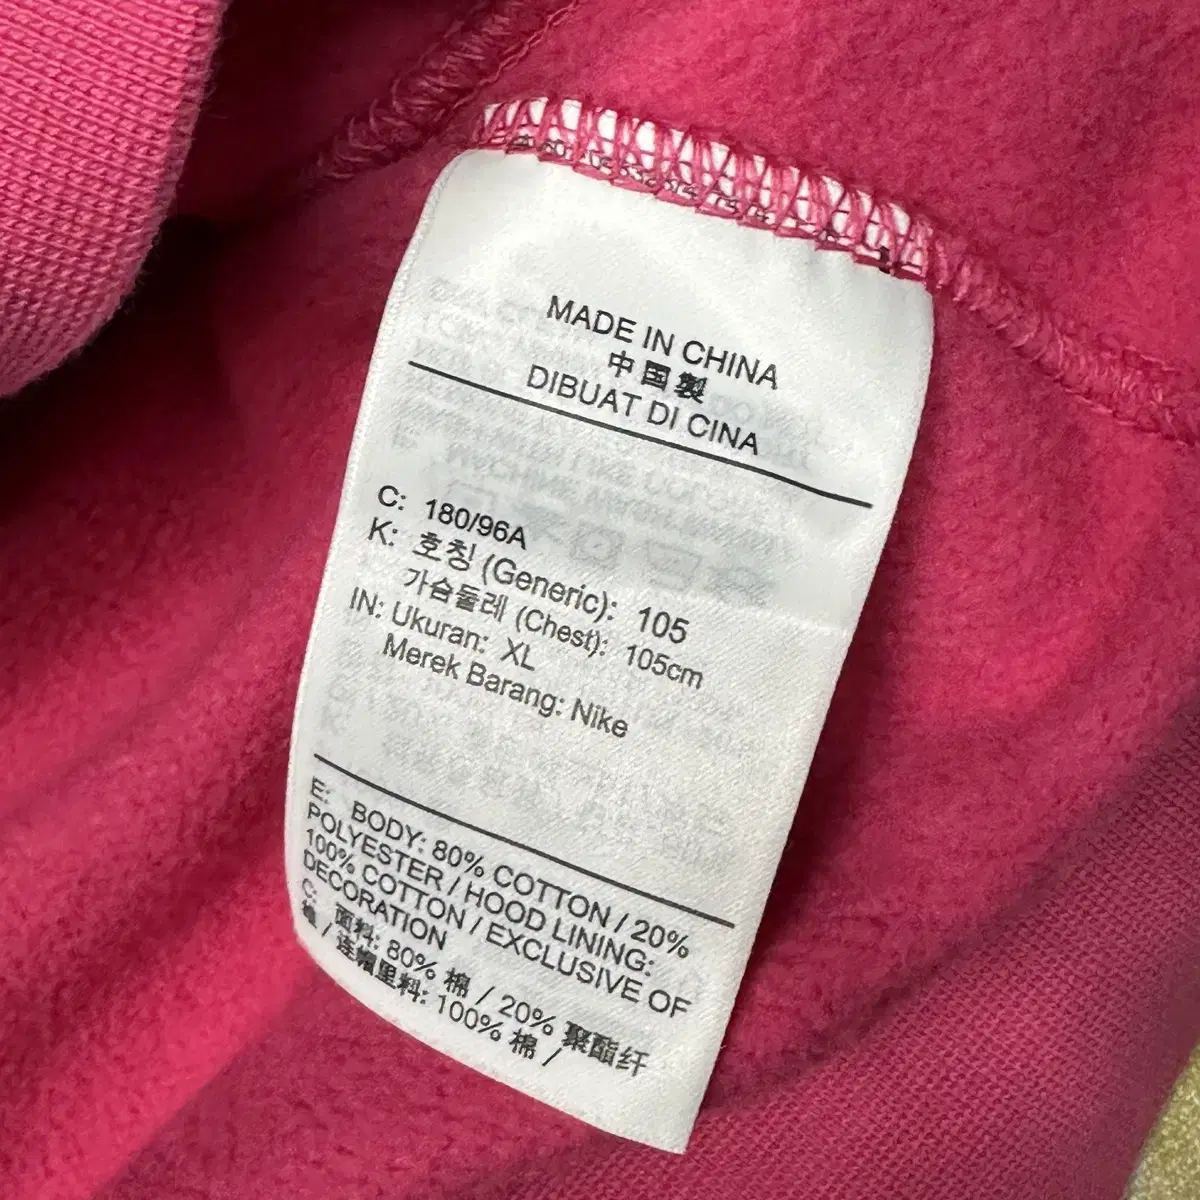 MADE IN CHINA
中国製
DIBUAT DI CINA
C: 180/96A
K: 호칭 (Generic): 105
가슴둘레 (Chest): 105cm
IN: Ukuran: XL
Merek Barang: Nike
E: BODY: 80% COTTON / 20%
POLYESTER / HOOD LINING:
100% COTTON / EXCLUSIVE OF
DECORATION
C: 面料: 80% 棉 / 20% 聚酯纤
维 / 连帽里料: 100% 棉 /